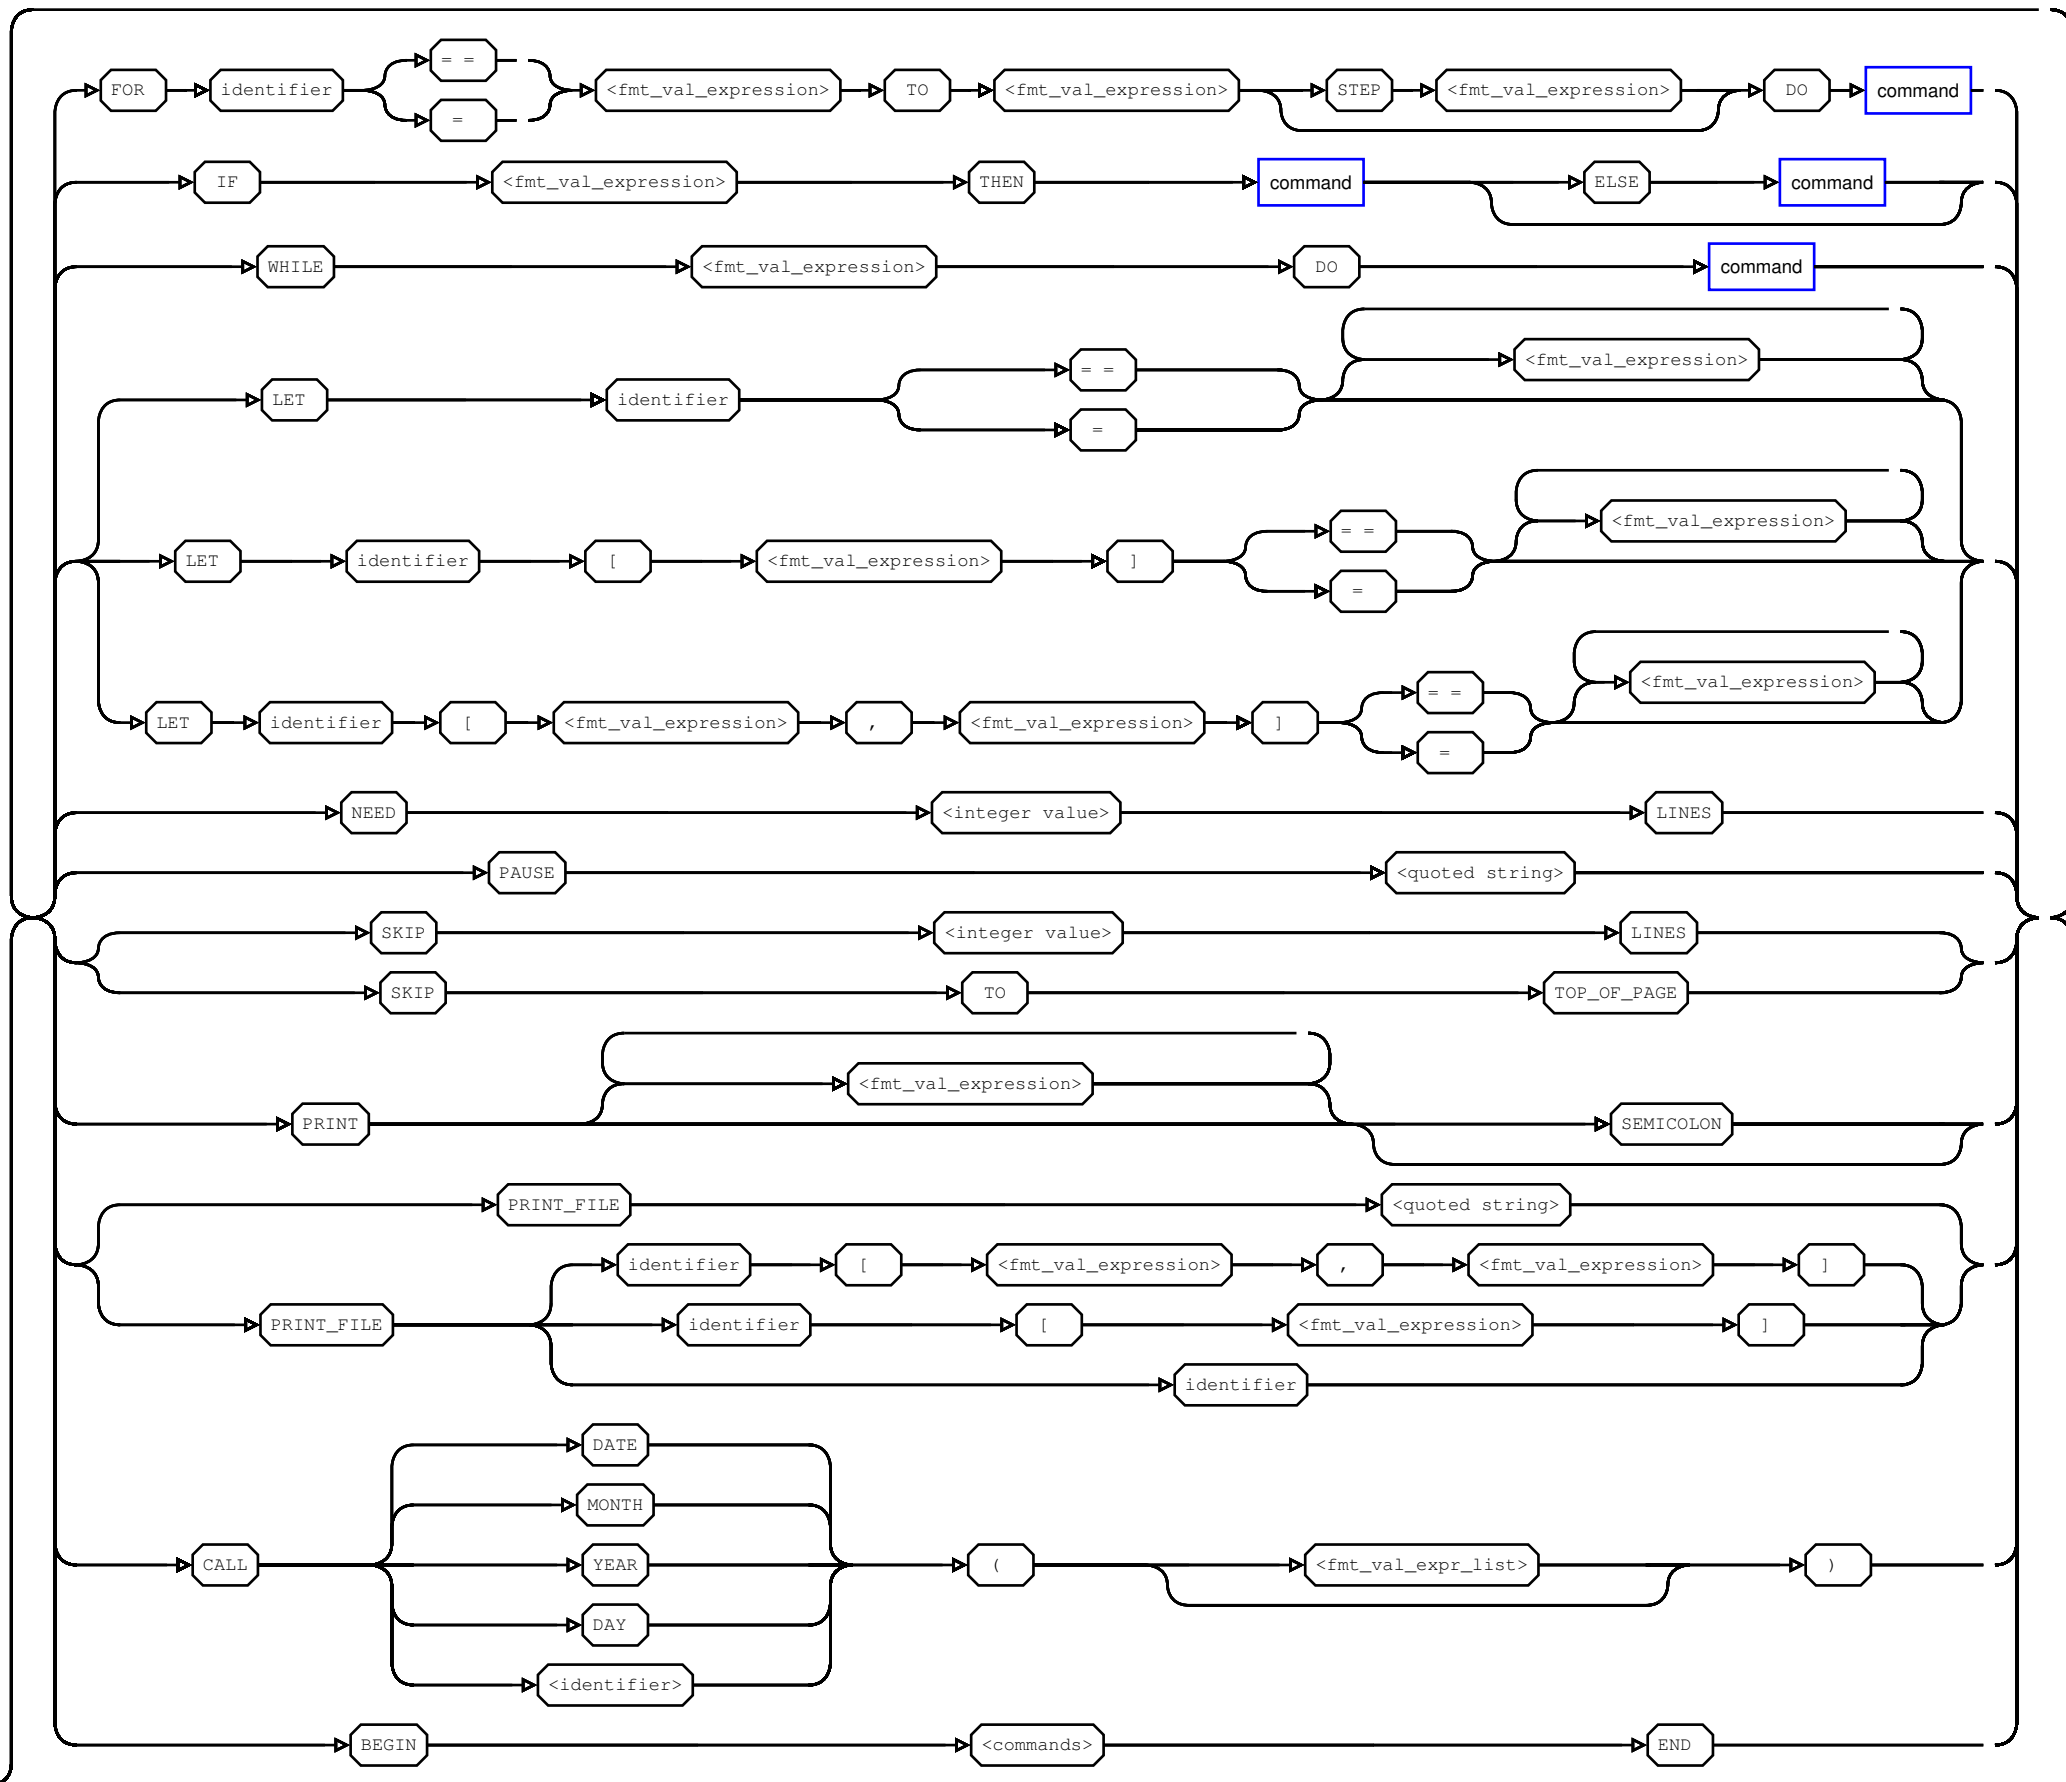 = =
FOR identifier <fmt_val_expression> TO <fmt_val_expression> STEP <fmt_val_expression> DO command
=
IF <fmt_val_expression> THEN command ELSE command
WHILE <fmt_val_expression> DO command
<fmt_val_expression>
= =
LET identifier
=
<fmt_val_expression>
= =
LET identifier [ <fmt_val_expression> ]
=
<fmt_val_expression>
= =
LET identifier [ <fmt_val_expression> , <fmt_val_expression> ]
=
NEED <integer value> LINES
PAUSE <quoted string>
SKIP <integer value> LINES
SKIP TO TOP_OF_PAGE
<fmt_val_expression>
PRINT SEMICOLON
PRINT_FILE <quoted string>
identifier [ <fmt_val_expression> , <fmt_val_expression> ]
PRINT_FILE identifier [ <fmt_val_expression> ]
identifier
DATE
MONTH
CALL YEAR ( <fmt_val_expr_list> )
DAY
<identifier>
BEGIN <commands> END